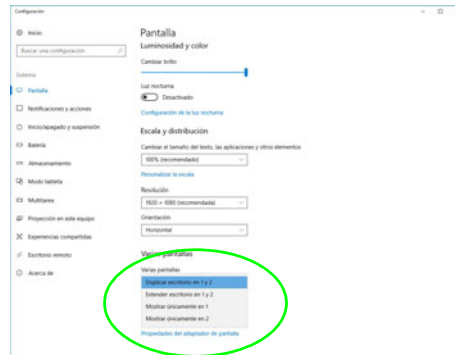 Configuración
Inicio
Buscar una configuración
Sistema
Pantalla
Notificaciones y acciones
Inicio/apagado y suspensión
Batería
Almacenamiento
Modo tableta
Multitarea
Proyección en este equipo
Experiencias compartidas
Escritorio remoto
Acerca de
Pantalla
Luminosidad y color
Cambiar brillo
Luz nocturna
Desactivado
Configuración de la luz nocturna
Escala y distribución
Cambiar el tamaño del texto, las aplicaciones y otros elementos
100% (recomendado)
Personalizar la escala
Resolución
1920 × 1080 (recomendada)
Orientación
Horizontal
Varias pantallas
Varias pantallas
Duplicar escritorio en 1 y 2
Extender escritorio en 1 y 2
Mostrar únicamente en 1
Mostrar únicamente en 2
Propiedades del adaptador de pantalla